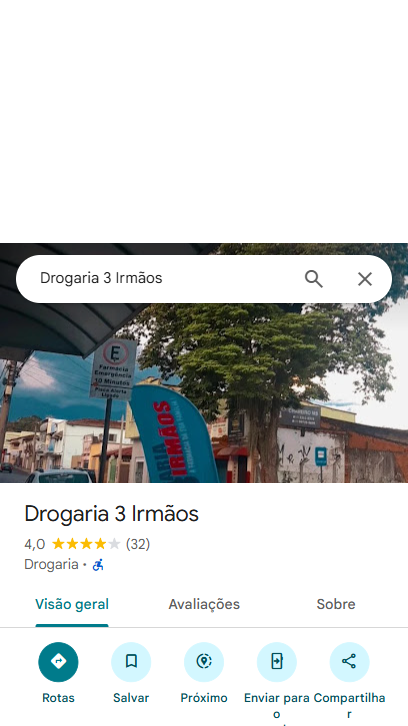 Drogaria 3 Irmãos
E
Farmácia
Emergência
10 Minutos
Pisca Alerta
Ligado
ARIA
IRMÃOS
Drogaria 3 Irmãos
4,0 (32)
Drogaria ·
Visão geral Avaliações Sobre
Rotas Salvar Próximo Enviar para o Compartilhar